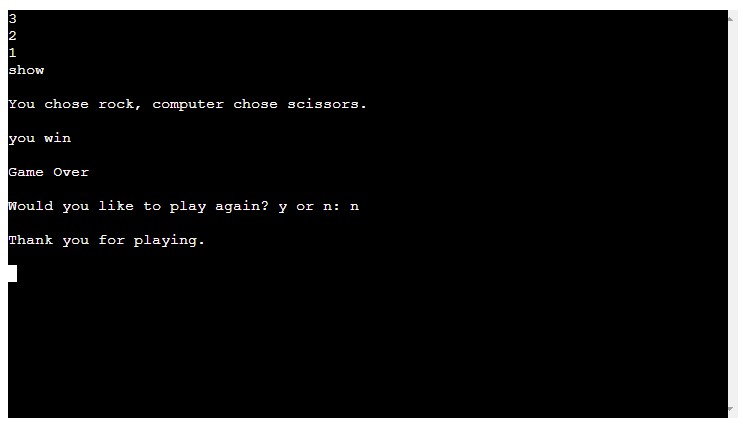 3
2
1
show
You chose rock, computer chose scissors.
you win
Game Over
Would you like to play again? y or n: n
Thank you for playing.